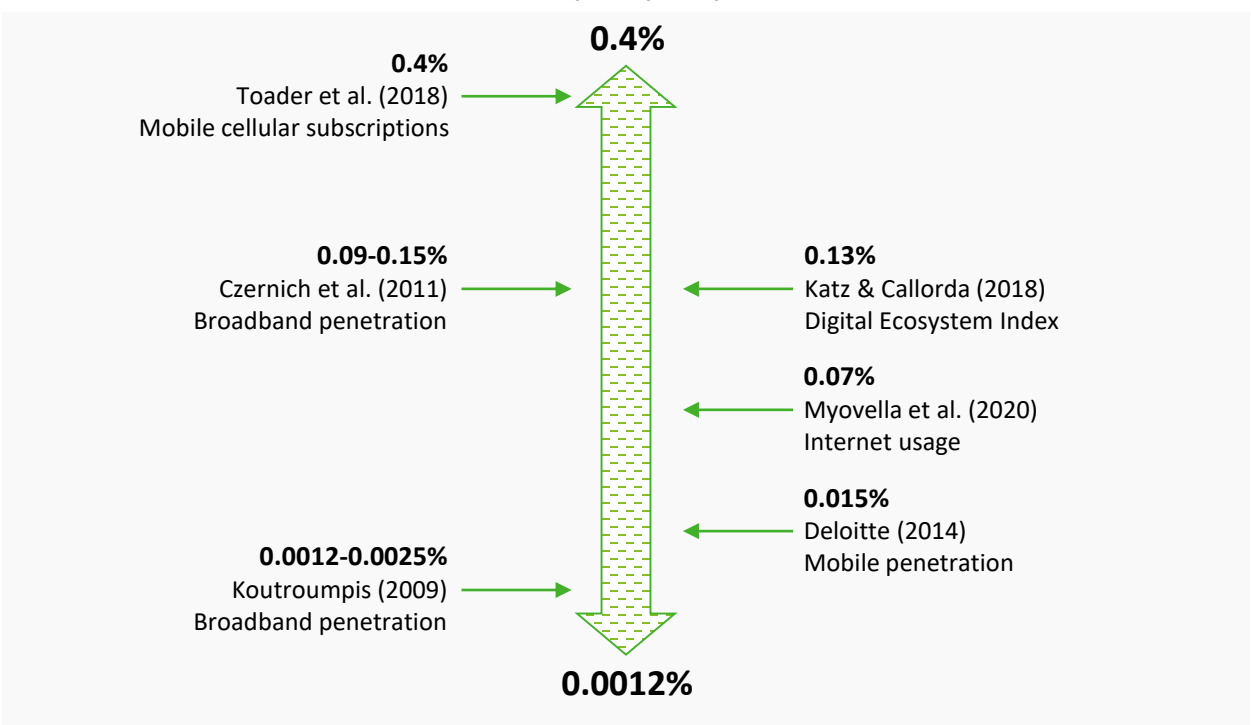 0.4%
0.4%
Toader et al. (2018)
Mobile cellular subscriptions
0.09-0.15%
Czernich et al. (2011)
Broadband penetration
0.13%
Katz & Callorda (2018)
Digital Ecosystem Index
0.07%
Myovella et al. (2020)
Internet usage
0.015%
Deloitte (2014)
Mobile penetration
0.0012-0.0025%
Koutroumpis (2009)
Broadband penetration
0.0012%